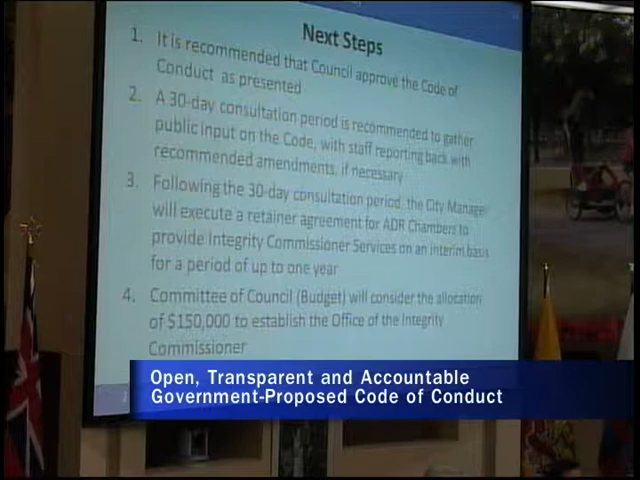 Next Steps
1. It is recommended that Council approve the Code of
Conduct as presented
2. A 30-day consultation period is recommended to gather
public input on the Code, with staff reporting back with
recommended amendments, if necessary
3. Following the 30-day consultation period, the City Manager
will execute a retainer agreement for ADR Chambers to
provide Integrity Commissioner Services on an interim basis
for a period of up to one year
4. Committee of Council (Budget) will consider the allocation
of $150,000 to establish the Office of the Integrity
Commissioner
Open, Transparent and Accountable
Government-Proposed Code of Conduct